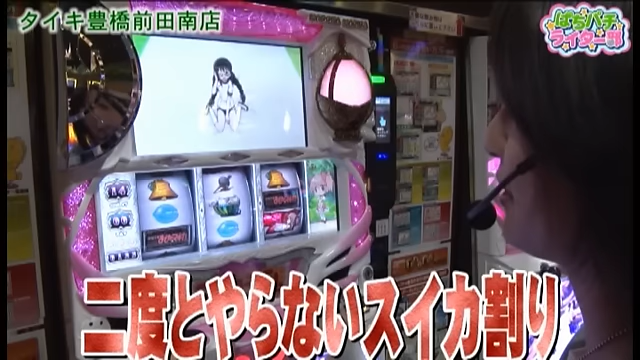 タイキ豊橋前田南店
ぱちパチ
ライター部
二度とやらないスイカ割り